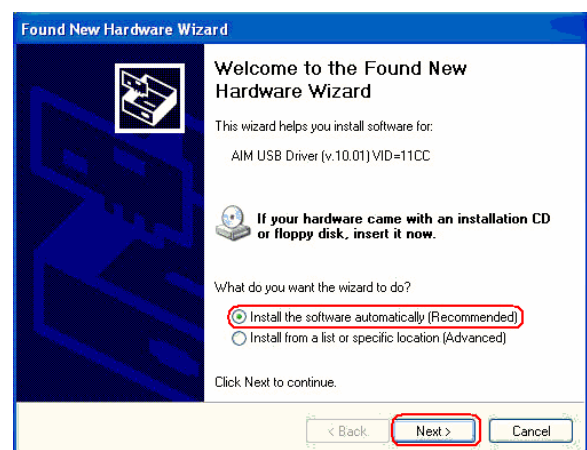 Found New Hardware Wizard
Welcome to the Found New
Hardware Wizard
This wizard helps you install software for:
AIM USB Driver (v.10.01) VID=11CC
If your hardware came with an installation CD
or floppy disk, insert it now.
What do you want the wizard to do?
Install the software automatically (Recommended)
Install from a list or specific location (Advanced)
Click Next to continue.
< Back
Next >
Cancel